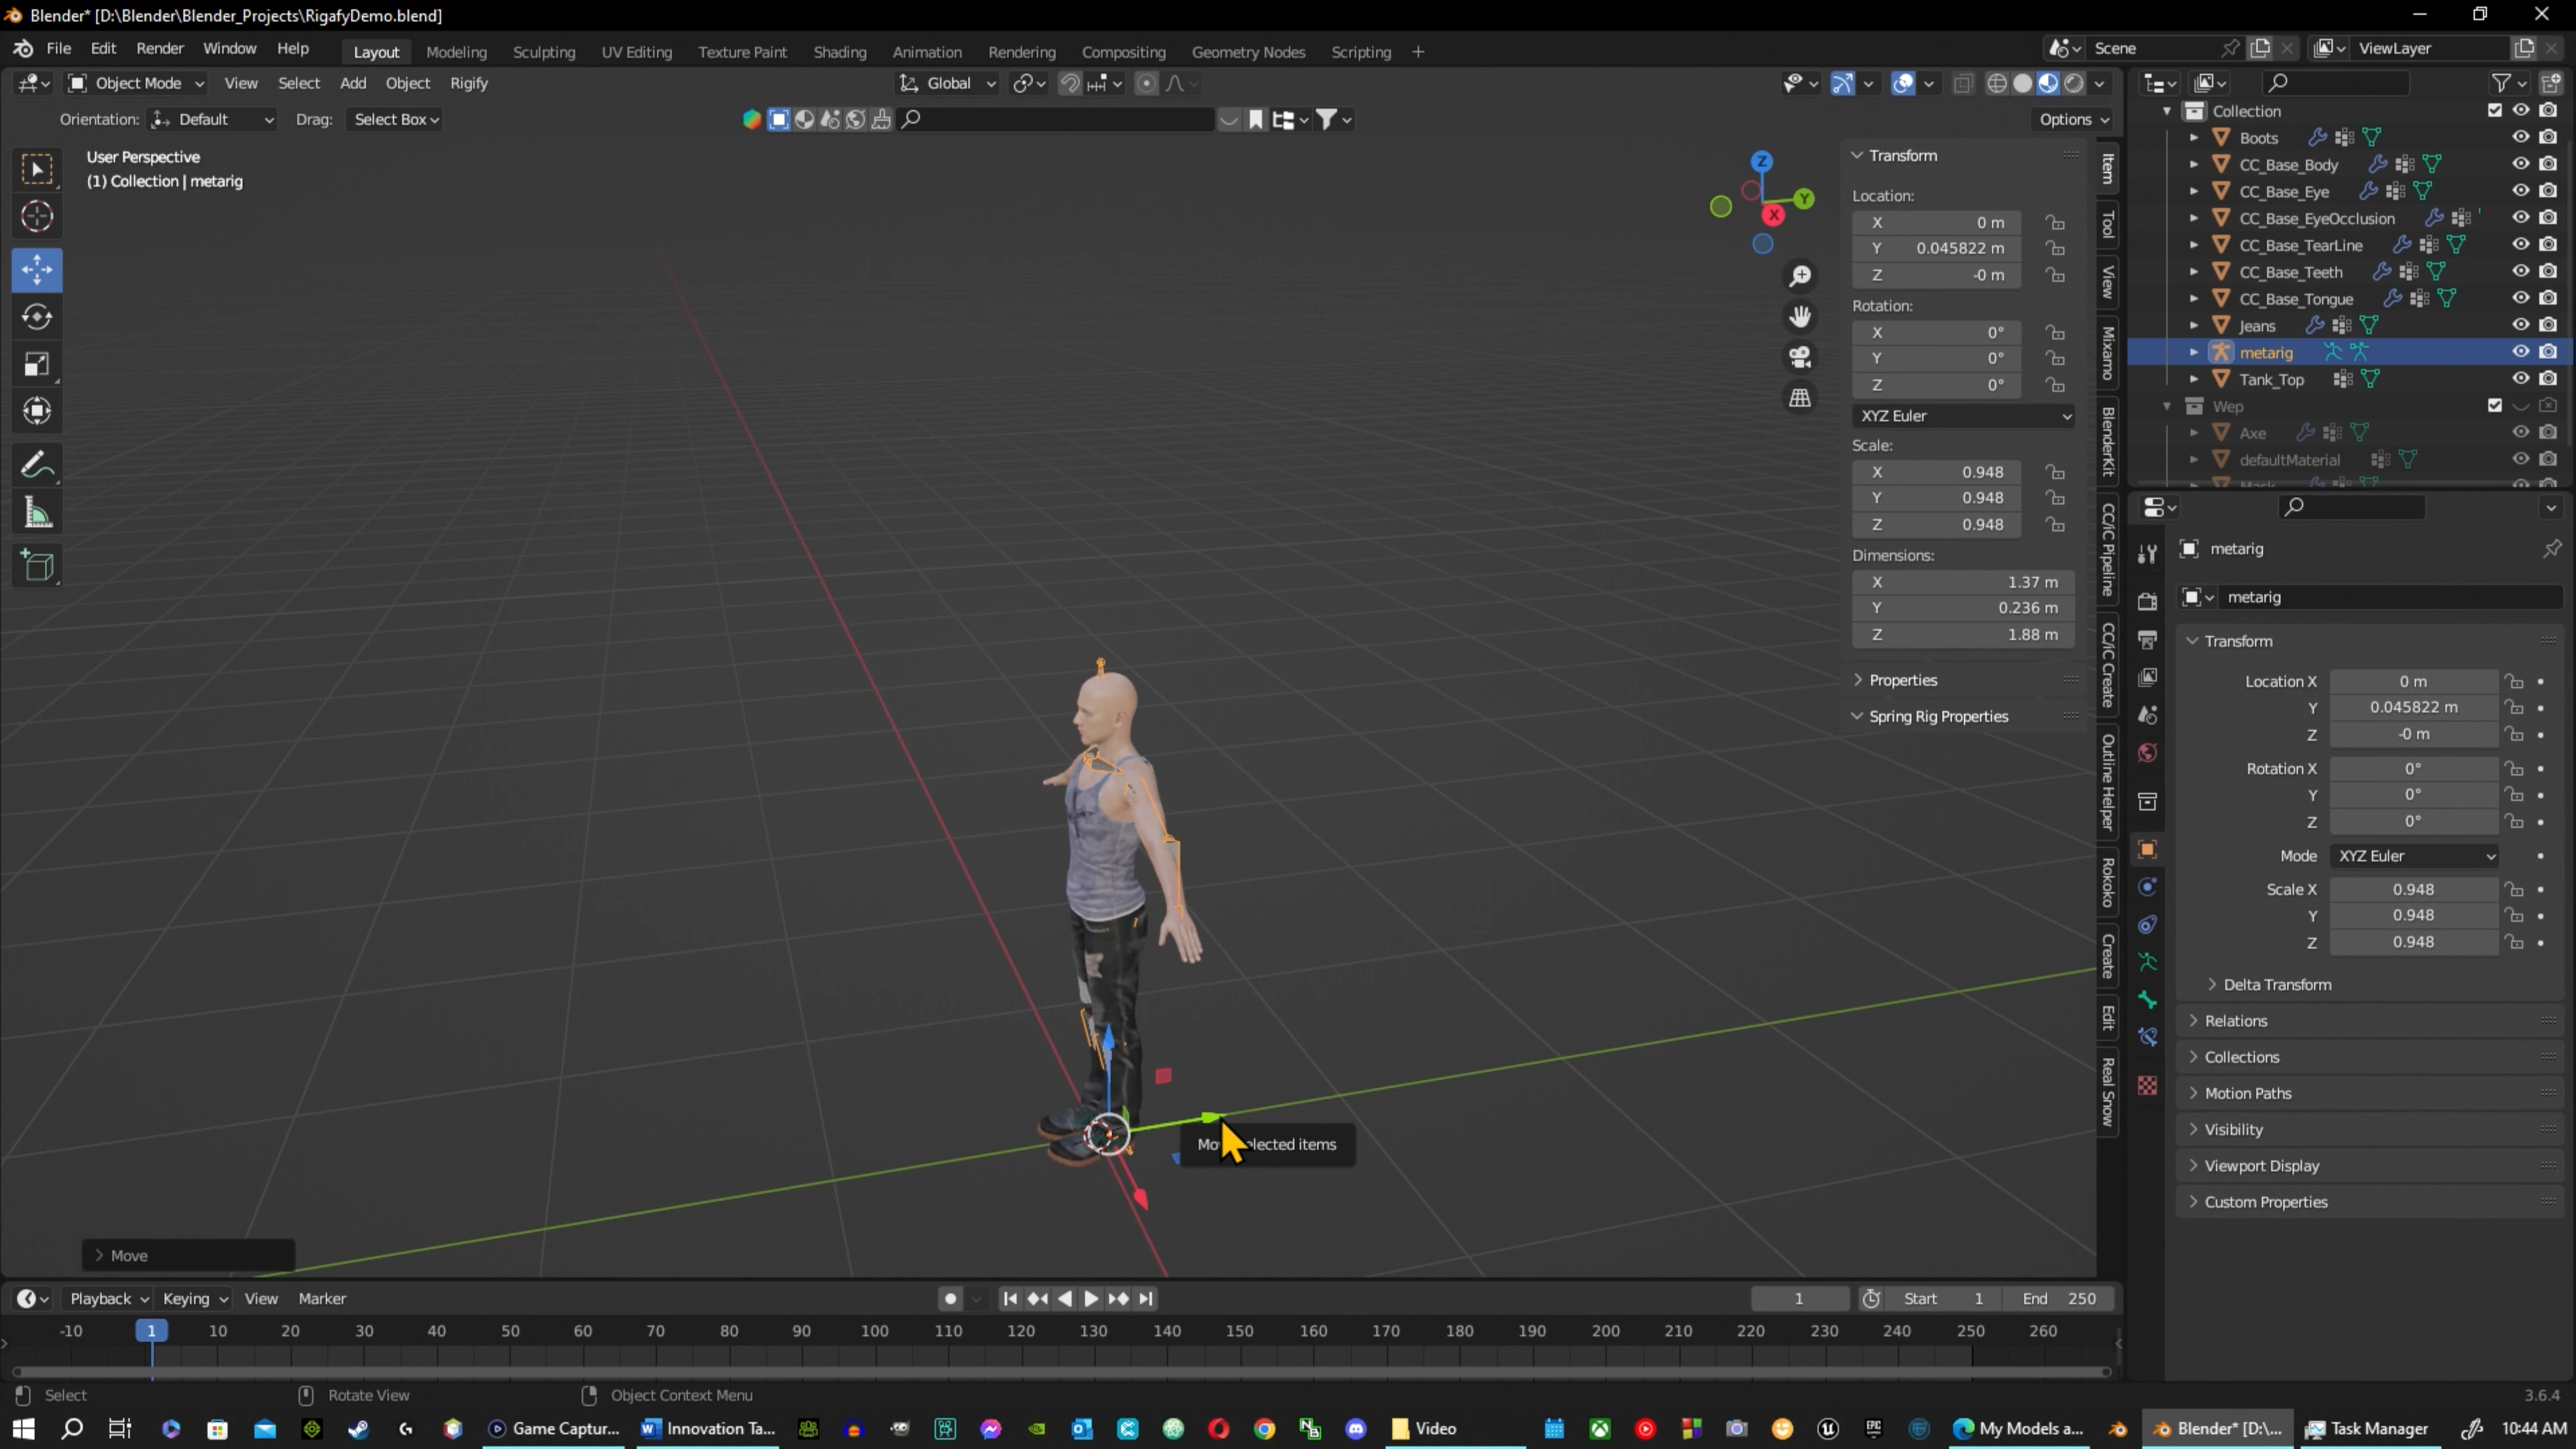 Blender* [D:\Blender\Blender_Projects\RigafyDemo.blend]
File Edit Render Window Help Layout Modeling Sculpting UV Editing Texture Paint Shading Animation Rendering Compositing Geometry Nodes Scripting + Scene ViewLayer
Object Mode View Select Add Object Rigify Global
Orientation: Default Drag: Select Box Options
User Perspective
(1) Collection | metarig
Z
Y
X
Transform
Location:
X 0 m
Y 0.045822 m
Z -0 m
Rotation:
X 0°
Y 0°
Z 0°
XYZ Euler
Scale:
X 0.948
Y 0.948
Z 0.948
Dimensions:
X 1.37 m
Y 0.236 m
Z 1.88 m
Properties
Spring Rig Properties
Item
Tool
View
Mixamo
BlenderKit
CC/iC Pipeline
CC/iC Create
Outline Helper
Rokoko
Create
Edit
Real Snow
Collection
Boots
CC_Base_Body
CC_Base_Eye
CC_Base_EyeOcclusion
CC_Base_TearLine
CC_Base_Teeth
CC_Base_Tongue
Jeans
metarig
Tank_Top
Wep
Axe
defaultMaterial
metarig
metarig
Transform
Location X 0 m
Y 0.045822 m
Z -0 m
Rotation X 0°
Y 0°
Z 0°
Mode XYZ Euler
Scale X 0.948
Y 0.948
Z 0.948
Delta Transform
Relations
Collections
Motion Paths
Visibility
Viewport Display
Custom Properties
items
Move
Playback Keying View Marker 1 Start 1 End 250
-10 1 10 20 30 40 50 60 70 80 90 100 110 120 130 140 150 160 170 180 190 200 210 220 230 240 250 260
Select Rotate View Object Context Menu 3.6.4
Game Captur... Innovation Ta... Video My Models a... Blender* [D:\... Task Manager 10:44 AM